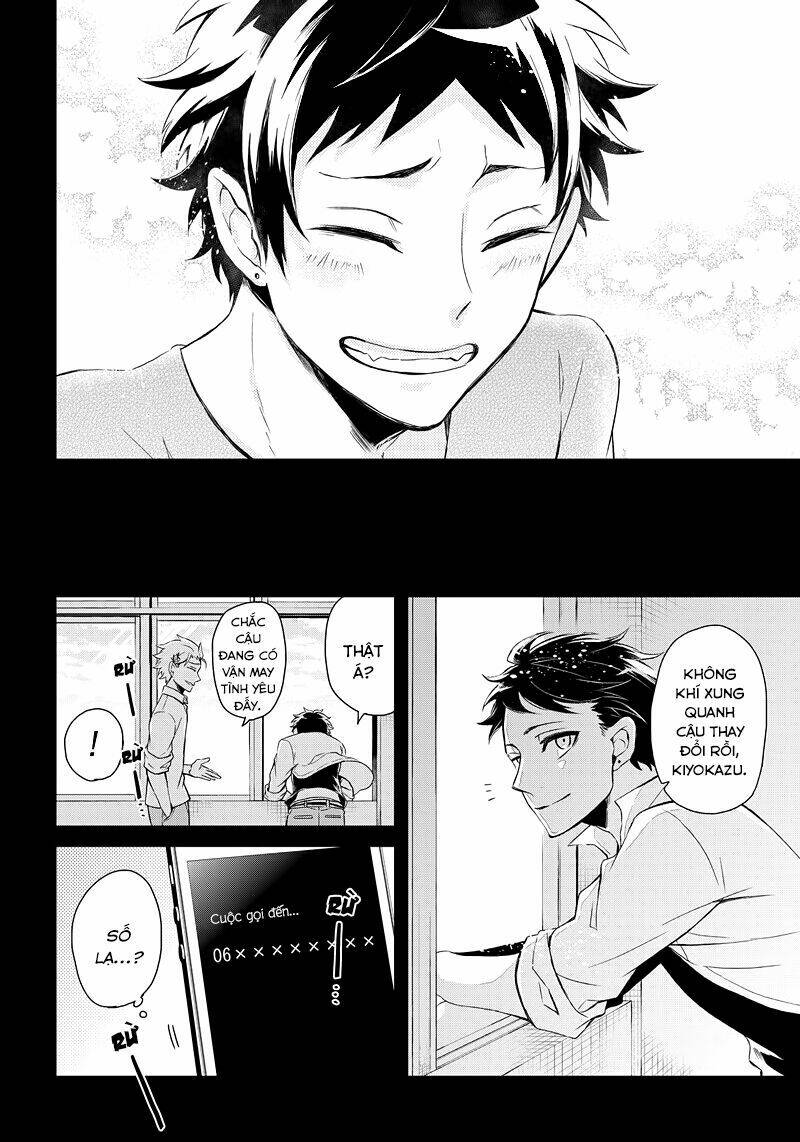 KHÔNG
KHÍ XUNG
QUANH
CẬU THAY
ĐỔI RỒI,
KIYOKAZU.
THẬT
Á?
CHẮC
CẬU
ĐANG CÓ
VẬN MAY
TÌNH YÊU
ĐẤY.
RỪ
RỪ
!
Cuộc gọi đến...
06××××××××
RỪ
SỐ
LẠ...?
RỪ